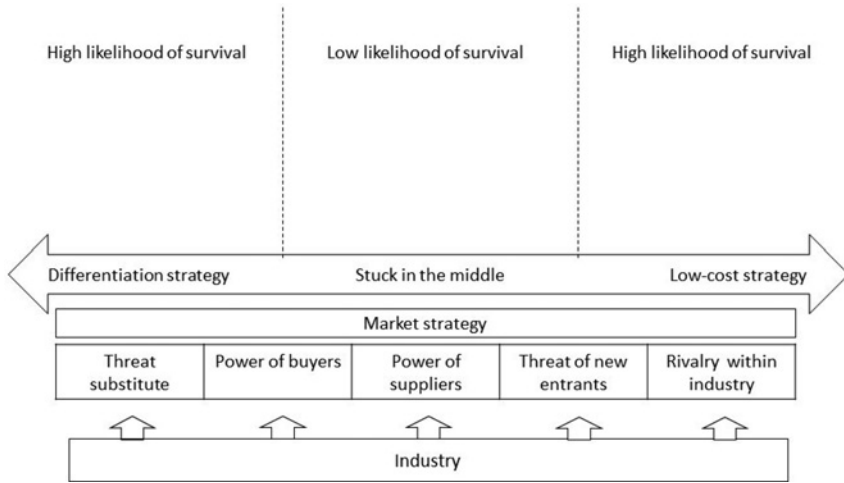 High likelihood of survival
Low likelihood of survival
High likelihood of survival
Differentiation strategy
Stuck in the middle
Low-cost strategy
Market strategy
Threat
substitute
Power of buyers
Power of
suppliers
Threat of new
entrants
Rivalry within
industry
Industry